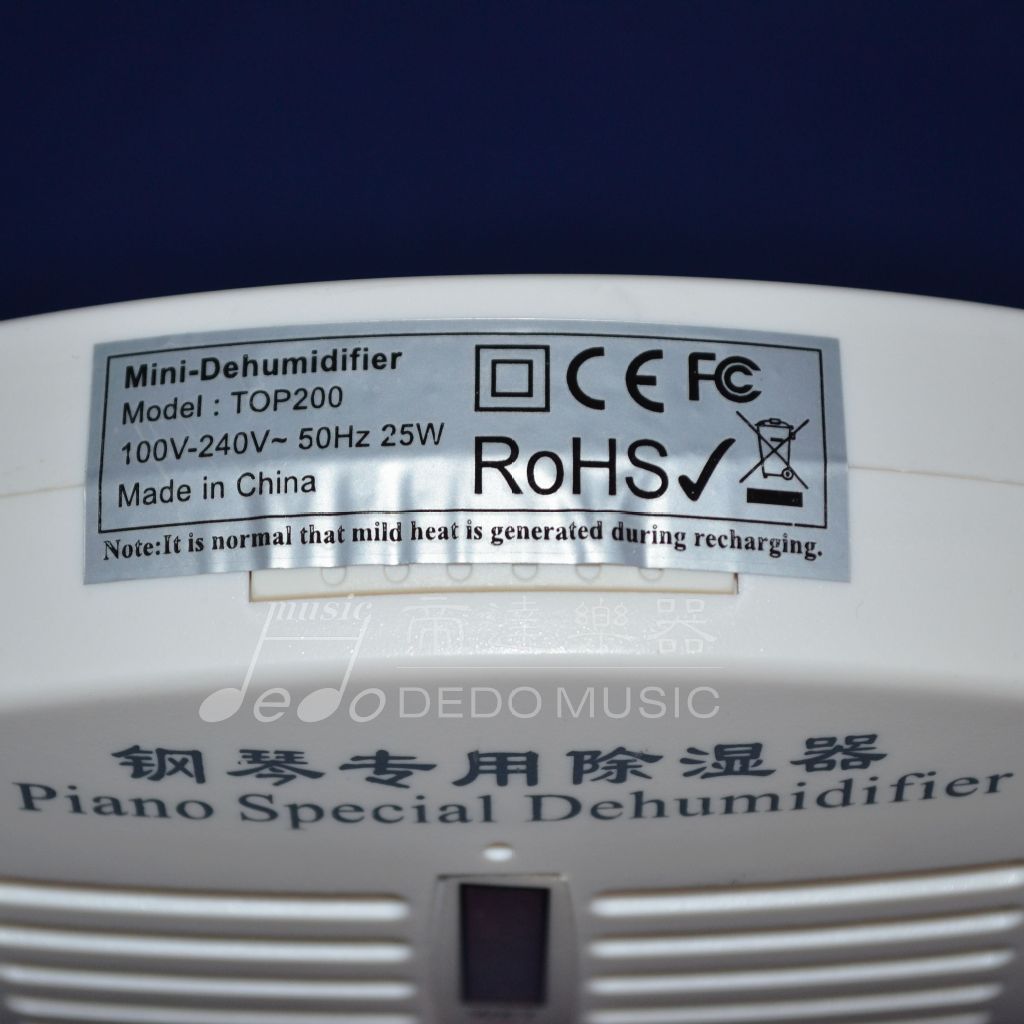 Mini-Dehumidifier
Model : TOP200
100V-240V~ 50Hz 25W
Made in China
CE FC
RoHS✓
Note:It is normal that mild heat is generated during recharging.
music
dedo
帝達樂器
DEDO MUSIC
钢琴专用除湿器
Piano Special Dehumidifier